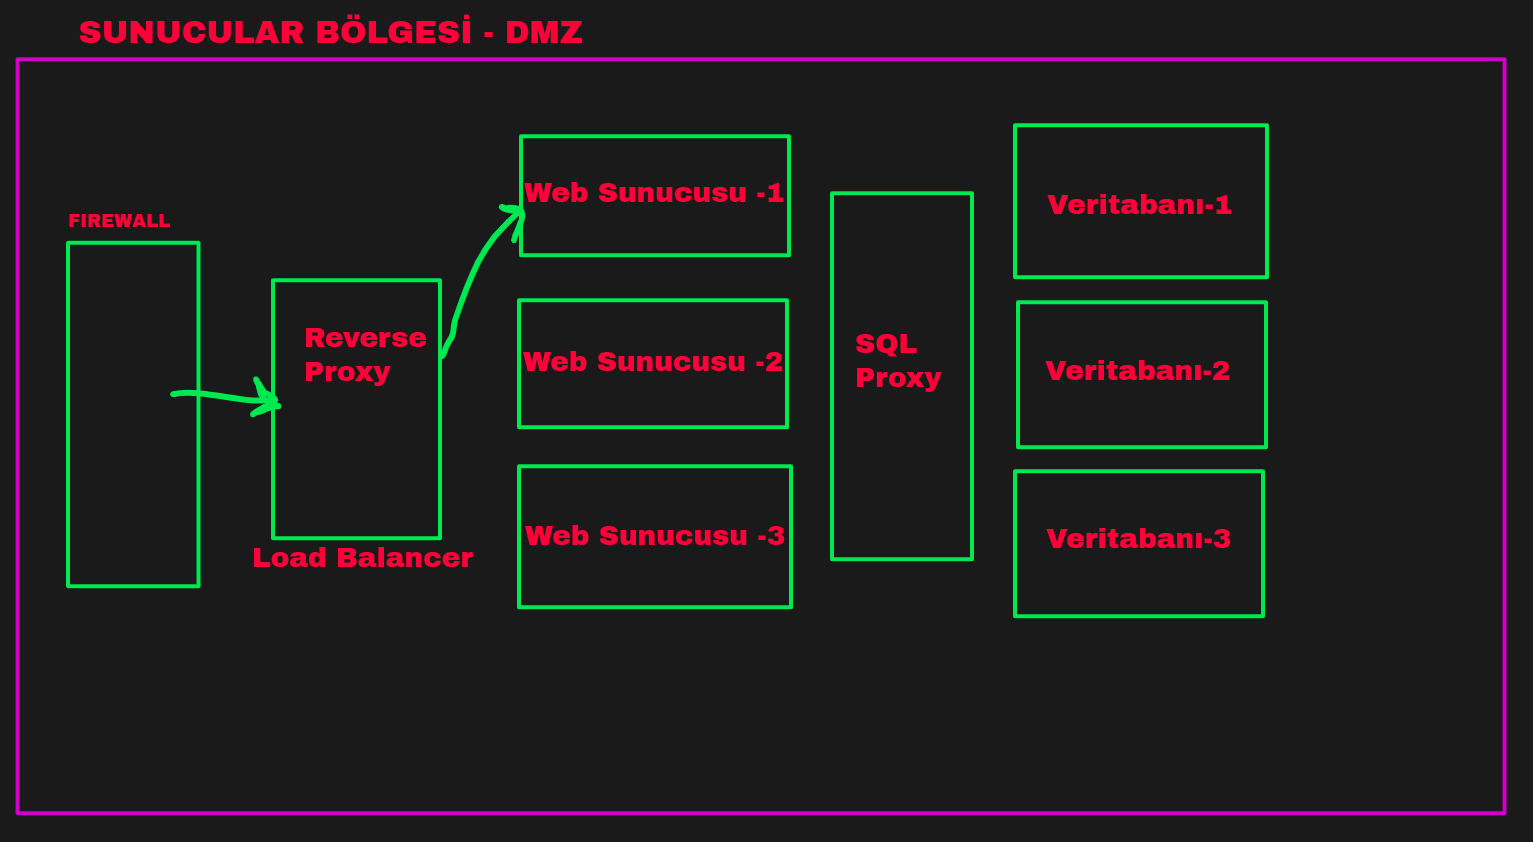 SUNUCULAR BÖLGESİ - DMZ
FIREWALL
Reverse
Proxy
Load Balancer
Web Sunucusu -1
Web Sunucusu -2
Web Sunucusu -3
SQL
Proxy
Veritabanı-1
Veritabanı-2
Veritabanı-3